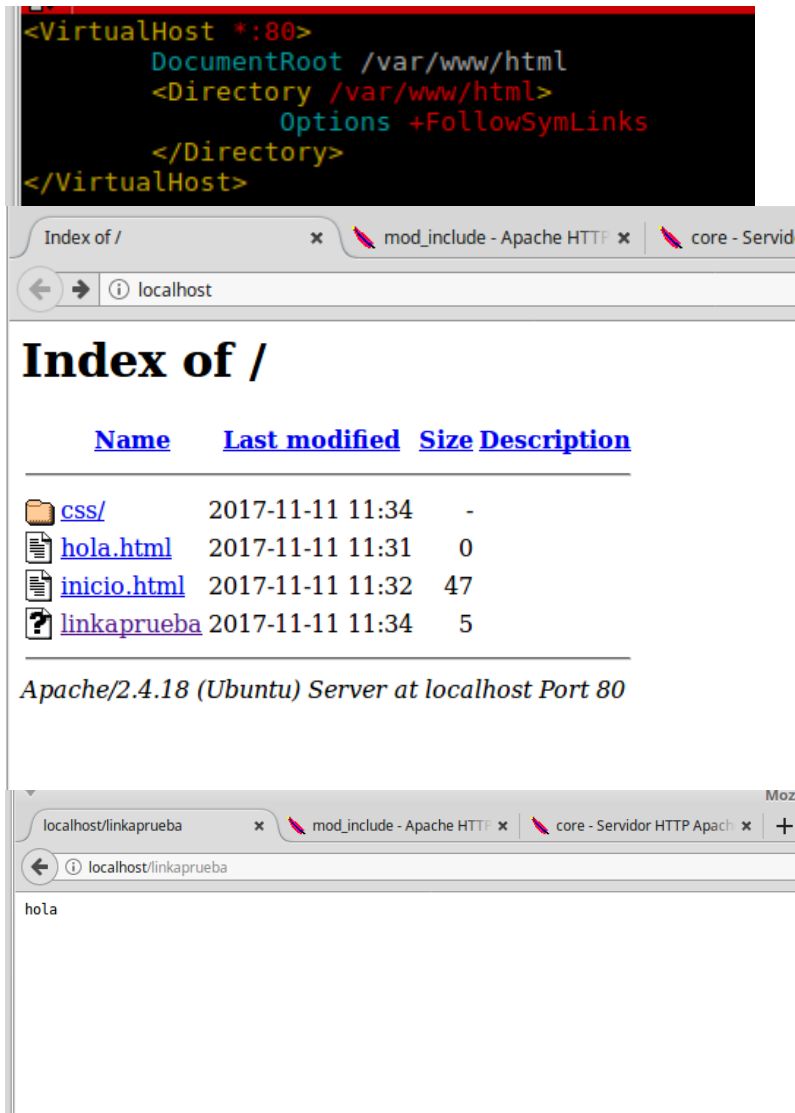 <VirtualHost *:80>
DocumentRoot /var/www/html
<Directory /var/www/html>
Options +FollowSymLinks
</Directory>
</VirtualHost>
Index of / mod_include - Apache HTTP core - Servid
localhost
Index of /
Name Last modified Size Description
css/ 2017-11-11 11:34 -
hola.html 2017-11-11 11:31 0
inicio.html 2017-11-11 11:32 47
linkaprueba 2017-11-11 11:34 5
Apache/2.4.18 (Ubuntu) Server at localhost Port 80
Moz
localhost/linkaprueba mod_include - Apache HTTP core - Servidor HTTP Apach
localhost/linkaprueba
hola